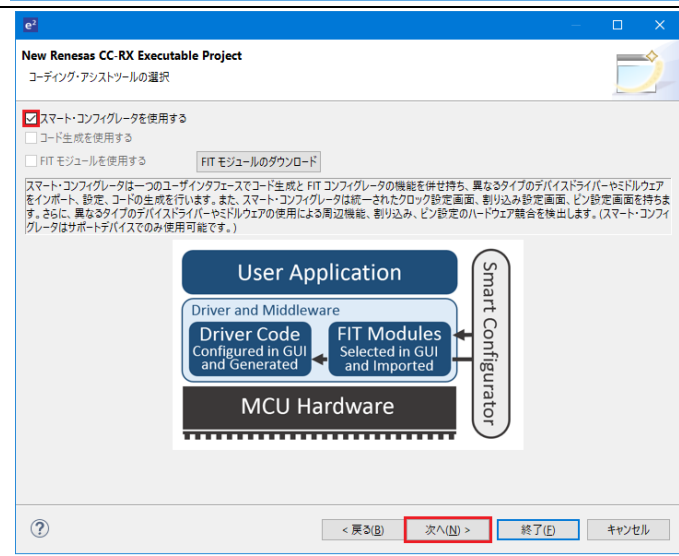 e²
New Renesas CC-RX Executable Project
コーディング・アシストツールの選択
スマート・コンフィグレータを使用する
コード生成を使用する
FIT モジュールを使用する
FIT モジュールのダウンロード
スマート・コンフィグレータは一つのユーザインタフェースでコード生成と FIT コンフィグレータの機能を併せ持ち、異なるタイプのデバイスドライバーやミドルウェア
をインポート、設定、コードの生成を行います。また、スマート・コンフィグレータは統一されたクロック設定画面、割り込み設定画面、ピン設定画面を持ちま
す。さらに、異なるタイプのデバイスドライバーやミドルウェアの使用による周辺機能、割り込み、ピン設定のハードウェア競合を検出します。(スマート・コンフィ
グレータはサポートデバイスでのみ使用可能です。)
User Application
Driver and Middleware
Driver Code
Configured in GUI
and Generated
FIT Modules
Selected in GUI
and Imported
Smart Configurator
MCU Hardware
?
< 戻る(B)
次へ(N) >
終了(F)
キャンセル